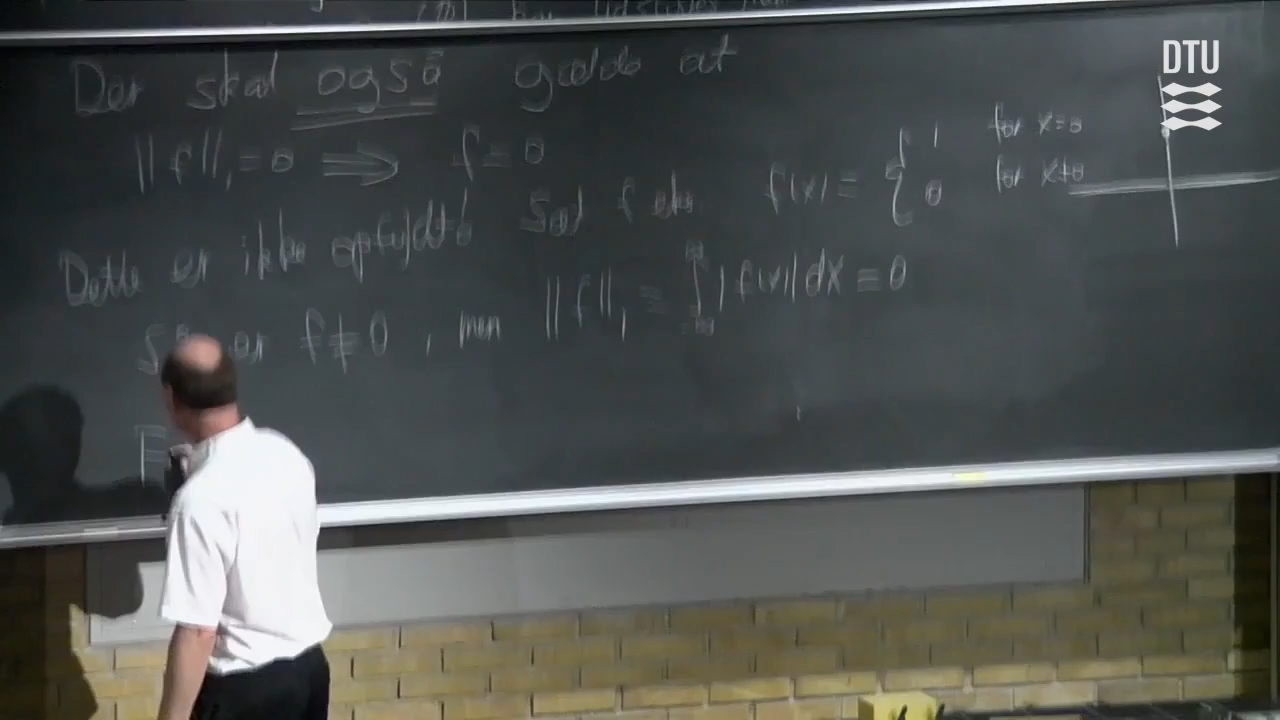 DTU
Der skal også gælde at
||f||₁ = 0 ⟹ f = 0
Dette er ikke opfyldt! Sæt f eks f(x) = { 1 for x=0
0 for x≠0
Så er f ≠ 0, men ||f||₁ = ∫_{-∞}^{∞} |f(x)| dx = 0
F